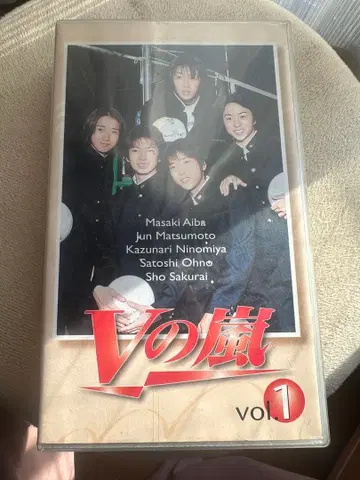 Masaki Aiba
Jun Matsumoto
Kazunari Ninomiya
Satoshi Ohno
Sho Sakurai
Vの嵐
vol.1